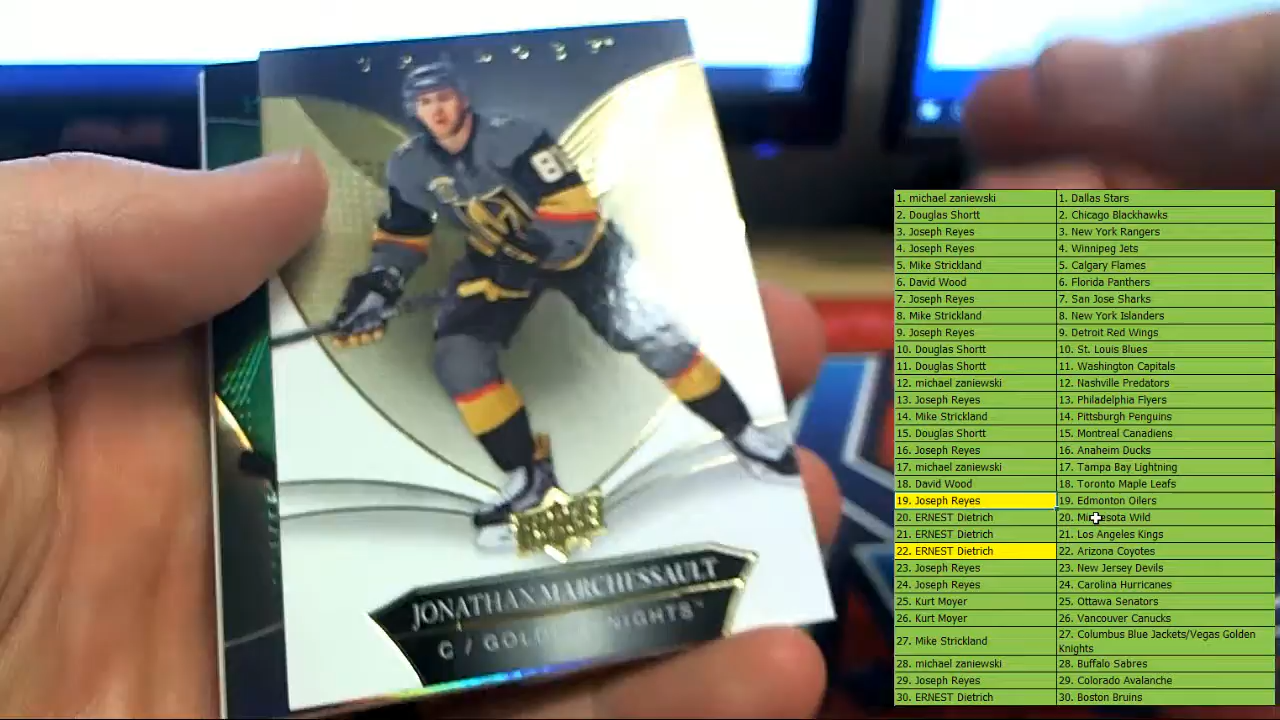 JONATHAN MARCHESSAULT
1. michael zaniewski 1. Dallas Stars
2. Douglas Shortt 2. Chicago Blackhawks
3. Joseph Reyes 3. New York Rangers
4. Joseph Reyes 4. Winnipeg Jets
5. Mike Strickland 5. Calgary Flames
6. David Wood 6. Florida Panthers
7. Joseph Reyes 7. San Jose Sharks
8. Mike Strickland 8. New York Islanders
9. Joseph Reyes 9. Detroit Red Wings
10. Douglas Shortt 10. St. Louis Blues
11. Douglas Shortt 11. Washington Capitals
12. michael zaniewski 12. Nashville Predators
13. Joseph Reyes 13. Philadelphia Flyers
14. Mike Strickland 14. Pittsburgh Penguins
15. Douglas Shortt 15. Montreal Canadiens
16. Joseph Reyes 16. Anaheim Ducks
17. michael zaniewski 17. Tampa Bay Lightning
18. David Wood 18. Toronto Maple Leafs
19. Joseph Reyes 19. Edmonton Oilers
20. ERNEST Dietrich 20. Minnesota Wild
21. ERNEST Dietrich 21. Los Angeles Kings
22. ERNEST Dietrich 22. Arizona Coyotes
23. Joseph Reyes 23. New Jersey Devils
24. Joseph Reyes 24. Carolina Hurricanes
25. Kurt Moyer 25. Ottawa Senators
26. Kurt Moyer 26. Vancouver Canucks
27. Mike Strickland 27. Columbus Blue Jackets/Vegas Golden
Knights
28. michael zaniewski 28. Buffalo Sabres
29. Joseph Reyes 29. Colorado Avalanche
30. ERNEST Dietrich 30. Boston Bruins
C / GOLDEN KNIGHTS